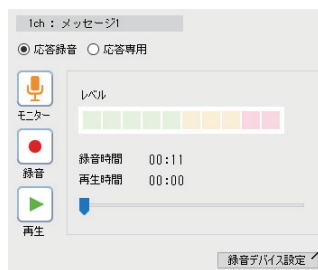 1ch : メッセージ1
応答録音 応答専用
モニター
レベル
録音
録音時間 00:11
再生時間 00:00
再生
録音デバイス設定